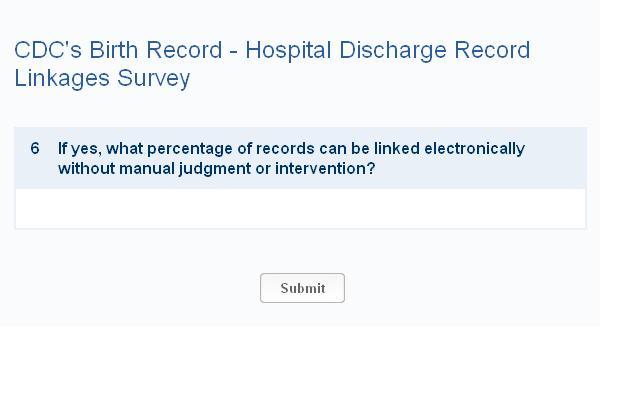 CDC's Birth Record - Hospital Discharge Record
Linkages Survey
6 If yes, what percentage of records can be linked electronically
without manual judgment or intervention?
Submit